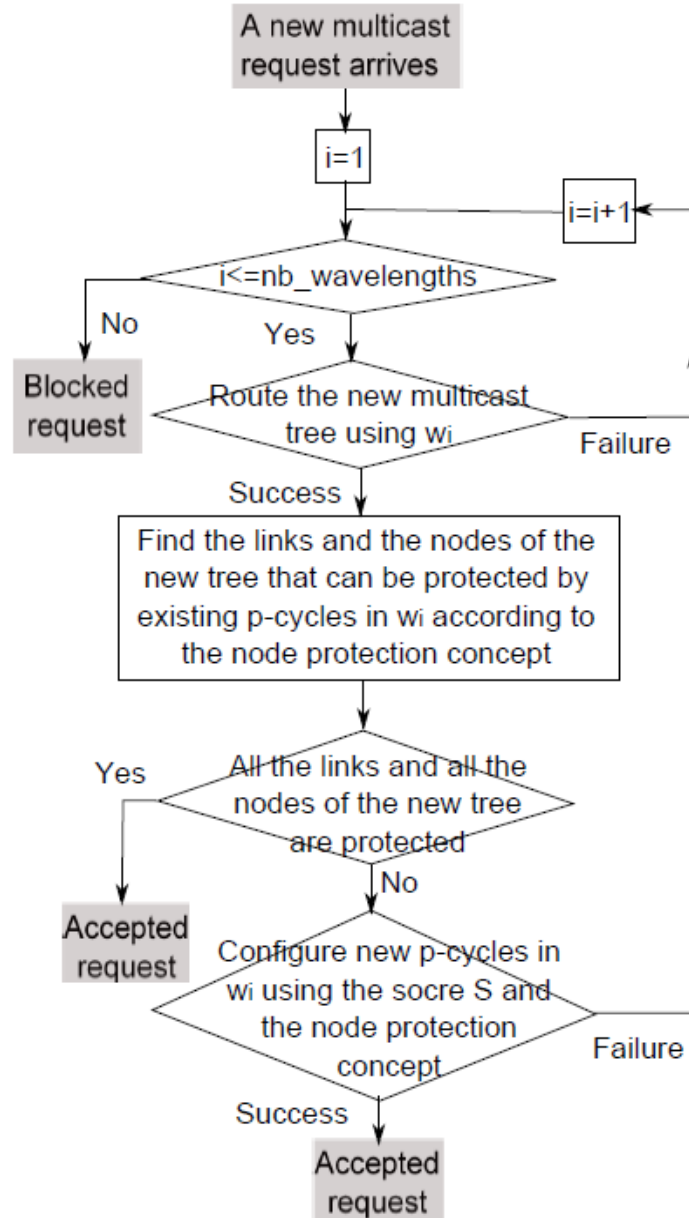 A new multicast
request arrives
i=1
i=i+1
i<=nb_wavelengths
No
Yes
Blocked
request
Route the new multicast
tree using wi
Failure
Success
Find the links and the nodes of the
new tree that can be protected by
existing p-cycles in wi according to
the node protection concept
Yes
All the links and all the
nodes of the new tree
are protected
No
Accepted
request
Configure new p-cycles in
wi using the socre S and
the node protection
concept
Failure
Success
Accepted
request